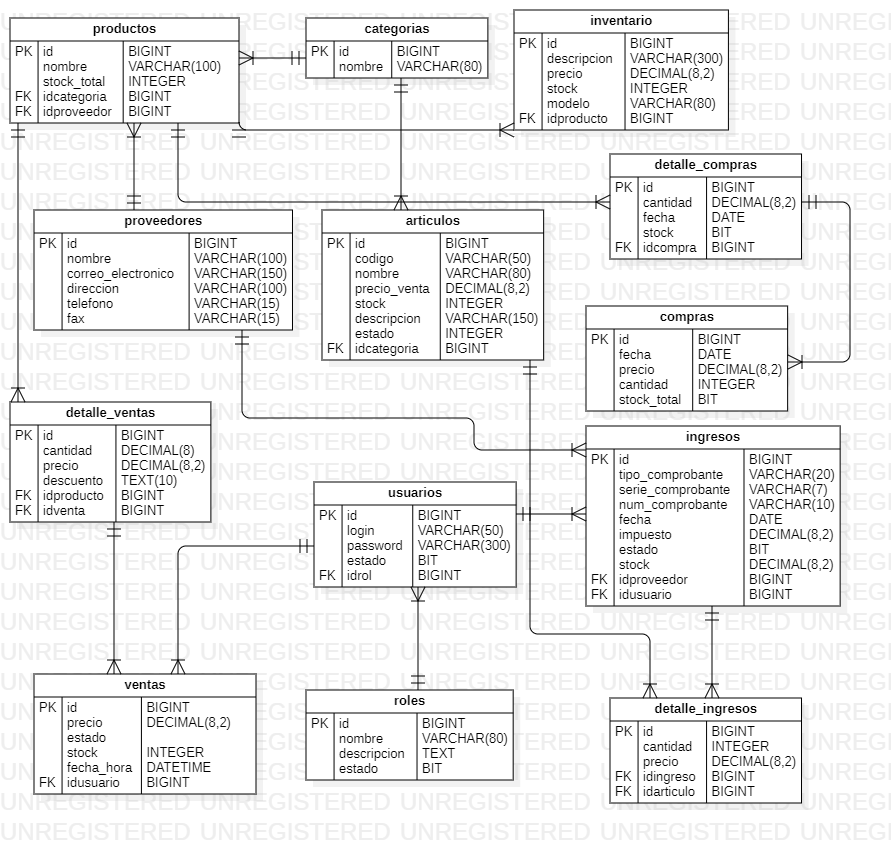 productos
PK id BIGINT
nombre VARCHAR(100)
stock_total INTEGER
FK idcategoria BIGINT
FK idproveedor BIGINT
categorias
PK id BIGINT
nombre VARCHAR(80)
inventario
PK id BIGINT
descripcion VARCHAR(300)
precio DECIMAL(8,2)
stock INTEGER
modelo VARCHAR(80)
FK idproducto BIGINT
detalle_compras
PK id BIGINT
cantidad DECIMAL(8,2)
fecha DATE
stock BIT
FK idcompra BIGINT
proveedores
PK id BIGINT
nombre VARCHAR(100)
correo_electronico VARCHAR(150)
direccion VARCHAR(100)
telefono VARCHAR(15)
fax VARCHAR(15)
articulos
PK id BIGINT
codigo VARCHAR(50)
nombre VARCHAR(80)
precio_venta DECIMAL(8,2)
stock INTEGER
descripcion VARCHAR(150)
estado INTEGER
FK idcategoria BIGINT
compras
PK id BIGINT
fecha DATE
precio DECIMAL(8,2)
cantidad INTEGER
stock_total BIT
detalle_ventas
PK id BIGINT
cantidad DECIMAL(8)
precio DECIMAL(8,2)
descuento TEXT(10)
FK idproducto BIGINT
FK idventa BIGINT
ingresos
PK id BIGINT
tipo_comprobante VARCHAR(20)
serie_comprobante VARCHAR(7)
num_comprobante VARCHAR(10)
fecha DATE
impuesto DECIMAL(8,2)
estado BIT
stock DECIMAL(8,2)
FK idproveedor BIGINT
FK idusuario BIGINT
usuarios
PK id BIGINT
login VARCHAR(50)
password VARCHAR(300)
estado BIT
FK idrol BIGINT
ventas
PK id BIGINT
precio DECIMAL(8,2)
estado
stock INTEGER
fecha_hora DATETIME
FK idusuario BIGINT
roles
PK id BIGINT
nombre VARCHAR(80)
descripcion TEXT
estado BIT
detalle_ingresos
PK id BIGINT
cantidad INTEGER
precio DECIMAL(8,2)
FK idingreso BIGINT
FK idarticulo BIGINT
UNREGISTERED UNREGISTERED UNREGISTERED UNREGISTERED